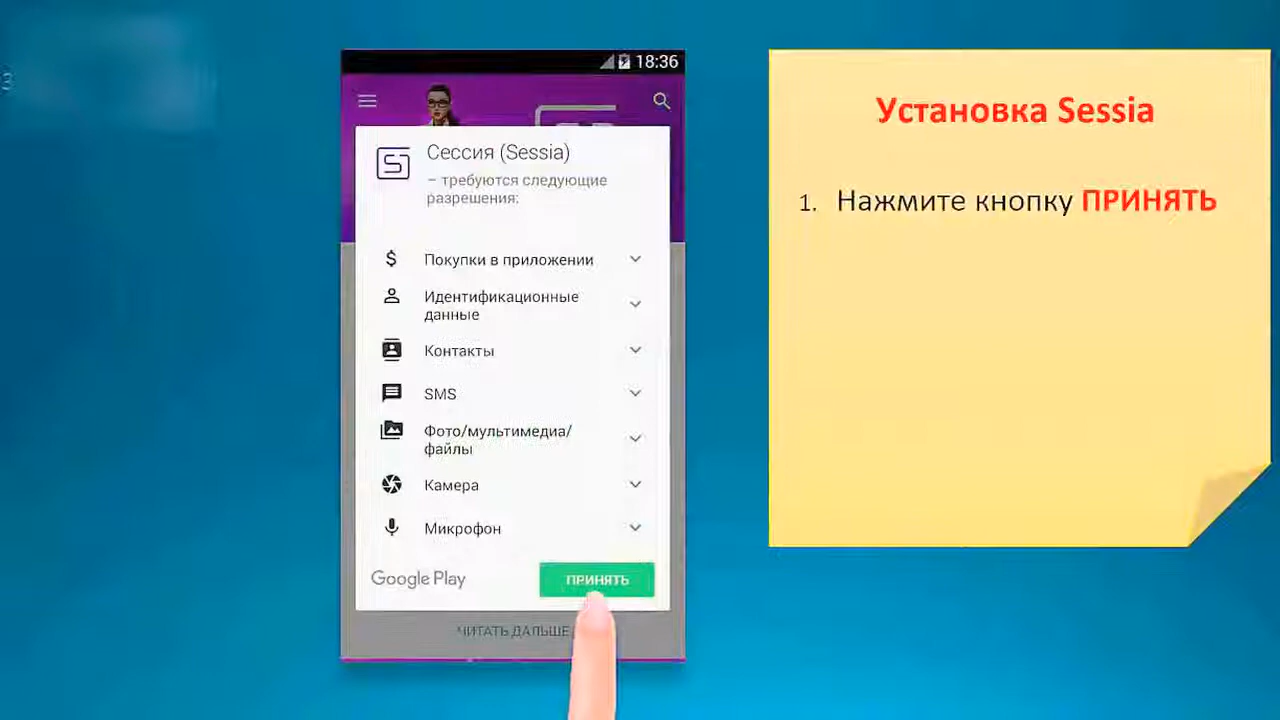 3
18:36
Сессия (Sessia)
– требуются следующие
разрешения:
Покупки в приложении
Идентификационные
данные
Контакты
SMS
Фото/мультимедиа/
файлы
Камера
Микрофон
Google Play
ПРИНЯТЬ
ЧИТАТЬ ДАЛЬШЕ
Установка Sessia
1. Нажмите кнопку ПРИНЯТЬ